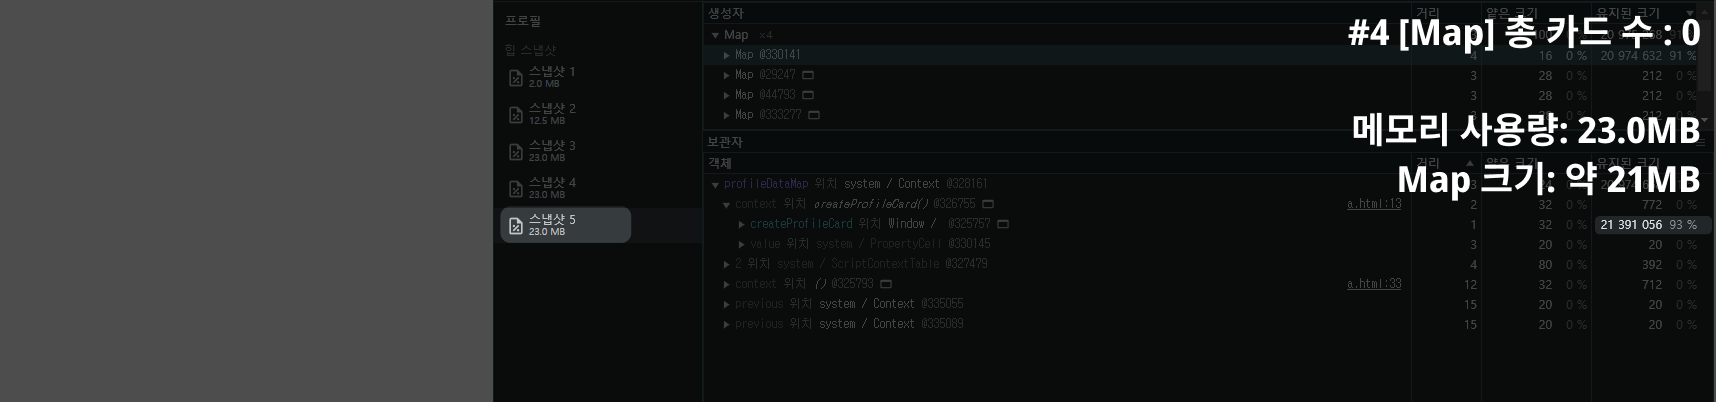 프로필
힙 스냅샷
스냅샷 1
2.0 MB
스냅샷 2
12.5 MB
스냅샷 3
23.0 MB
스냅샷 4
23.0 MB
스냅샷 5
23.0 MB
#4 [Map] 총 카드 수 : 0
메모리 사용량: 23.0MB
Map 크기: 약 21MB
생성자 거리 얕은 크기 유지된 크기
Map ×4
Map @330141 4 16 0 % 20 974 632 91 %
Map @29247 3 28 0 % 212 0 %
Map @44793 3 28 0 % 212 0 %
Map @333277
보관자
객체 거리 얕은 크기 유지된 크기
profileDataMap 위치 system / Context @328161
context 위치 createProfileCard() @326755 a.html:13 2 32 0 % 772 0 %
createProfileCard 위치 Window / @325757 1 32 0 % 21 391 056 93 %
value 위치 system / PropertyCell @330145 3 20 0 % 20 0 %
2 위치 system / ScriptContextTable @327479 4 80 0 % 392 0 %
context 위치 () @325793 a.html:33 12 32 0 % 712 0 %
previous 위치 system / Context @335055 15 20 0 % 20 0 %
previous 위치 system / Context @335089 15 20 0 % 20 0 %